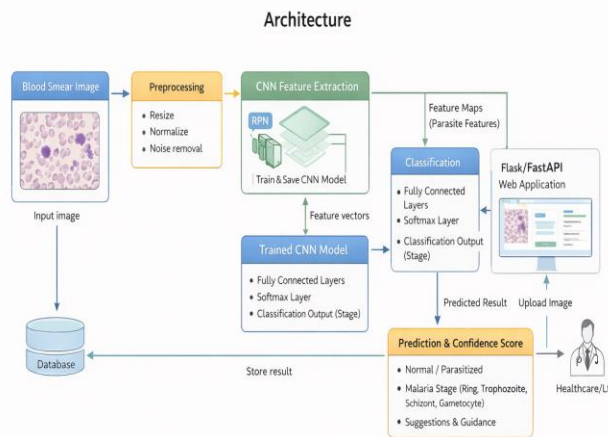 Architecture
Blood Smear Image
Input image
Preprocessing
• Resize
• Normalize
• Noise removal
CNN Feature Extraction
RPN
Train & Save CNN Model
Feature vectors
Feature Maps
(Parasite Features)
Trained CNN Model
• Fully Connected Layers
• Softmax Layer
• Classification Output (Stage)
Classification
• Fully Connected
Layers
• Softmax Layer
• Classification Output
(Stage)
Flask/FastAPI
Web Application
Predicted Result
Upload Image
Database
Store result
Prediction & Confidence Score
• Normal / Parasitized
• Malaria Stage (Ring, Trophozoite,
Schizont, Gametocyte)
• Suggestions & Guidance